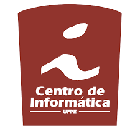 Centro de
Informática
UFPE